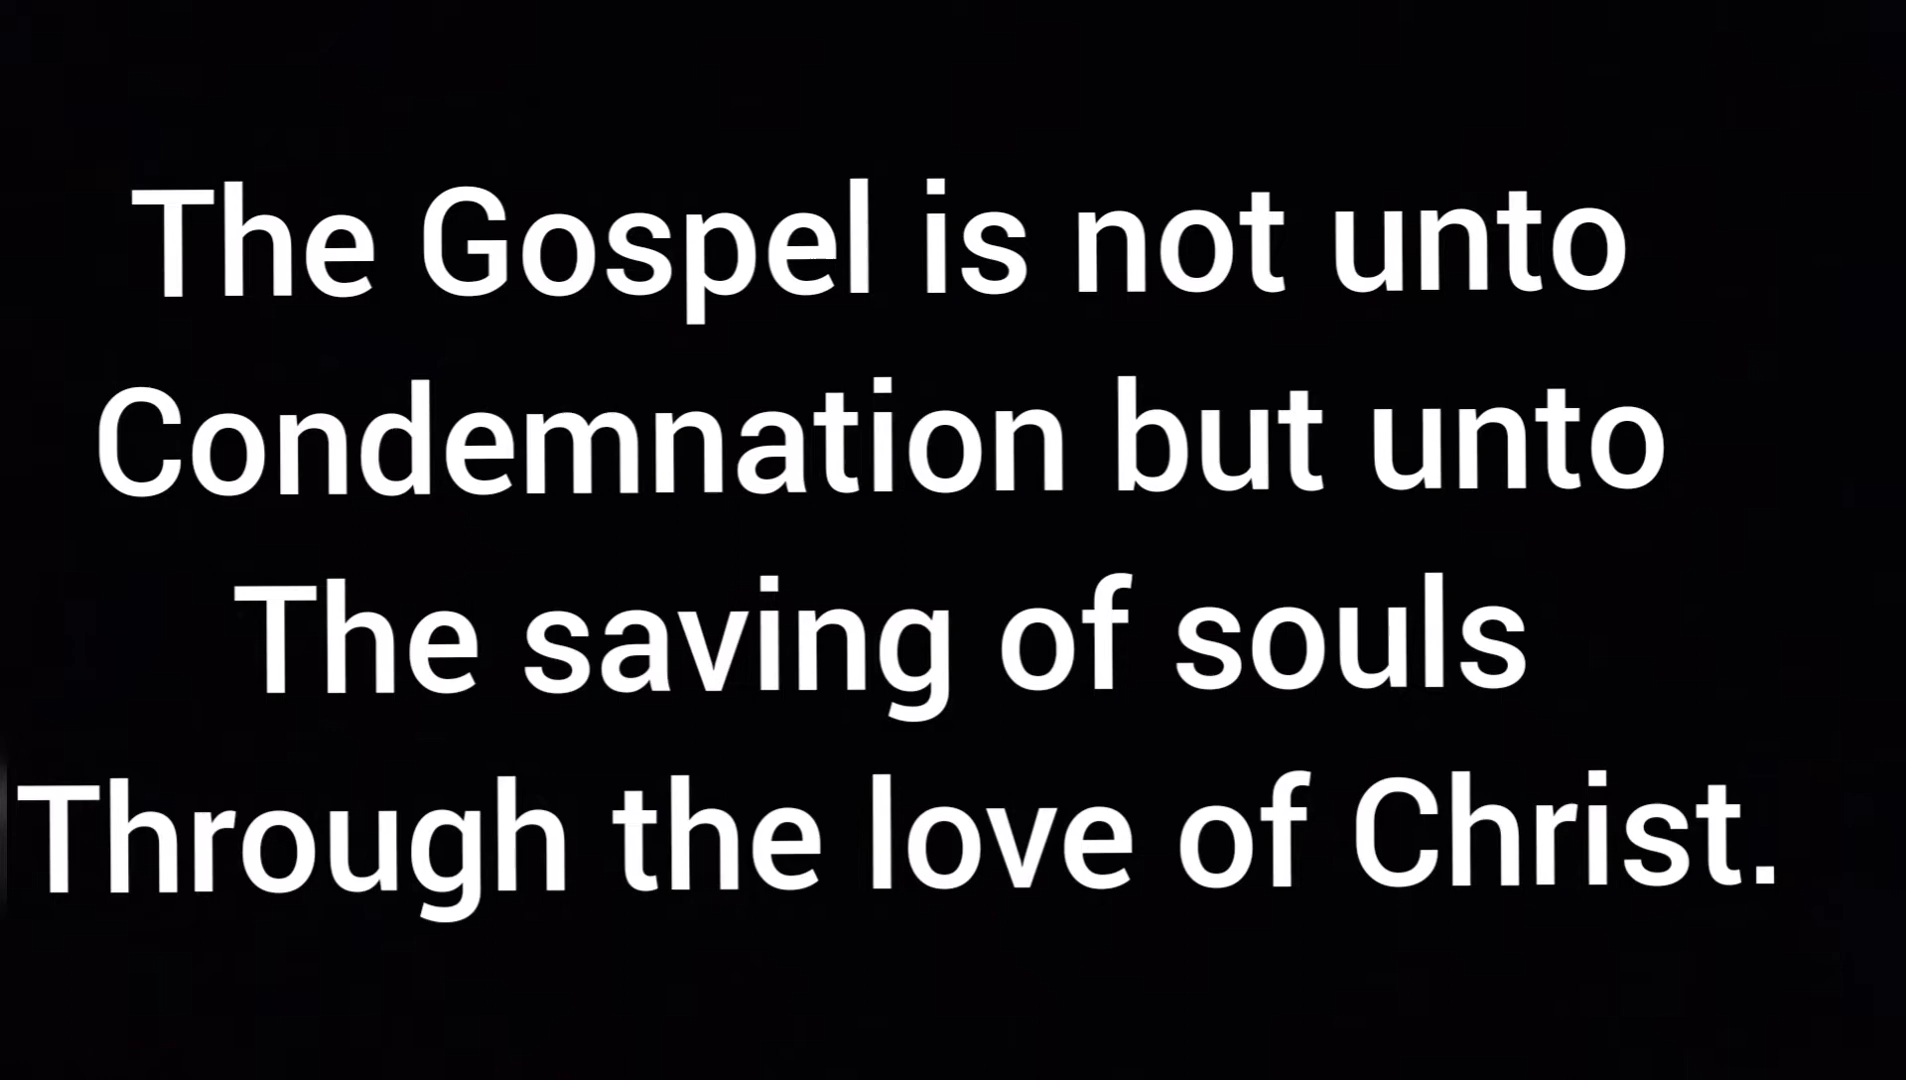 The Gospel is not unto
Condemnation but unto
The saving of souls
Through the love of Christ.